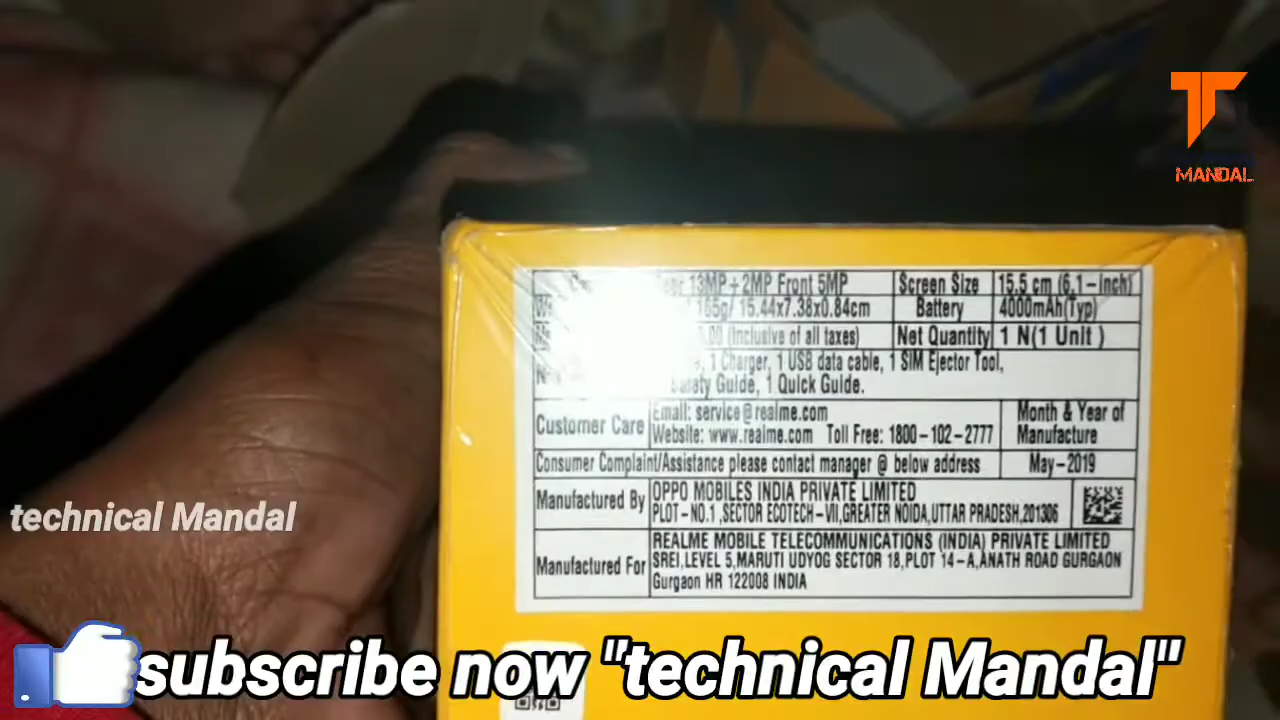 MANDAL
13MP+2MP Front 5MP Screen Size 15.5 cm (6.1-inch)
165g/ 15.44x7.38x0.84cm Battery 4000mAh(Typ)
(Inclusive of all taxes) Net Quantity 1 N(1 Unit )
1 Charger, 1 USB data cable, 1 SIM Ejector Tool,
Guide, 1 Quick Guide.
Customer Care Email: service@realme.com
Website: www.realme.com Toll Free: 1800-102-2777
Month & Year of
Manufacture
Consumer Complaint/Assistance please contact manager @ below address May-2019
Manufactured By OPPO MOBILES INDIA PRIVATE LIMITED
PLOT-NO.1 ,SECTOR ECOTECH-VII,GREATER NOIDA,UTTAR PRADESH,201306
Manufactured For REALME MOBILE TELECOMMUNICATIONS (INDIA) PRIVATE LIMITED
SREI,LEVEL 5,MARUTI UDYOG SECTOR 18,PLOT 14-A,ANATH ROAD GURGAON
Gurgaon HR 122008 INDIA
technical Mandal
subscribe now "technical Mandal"